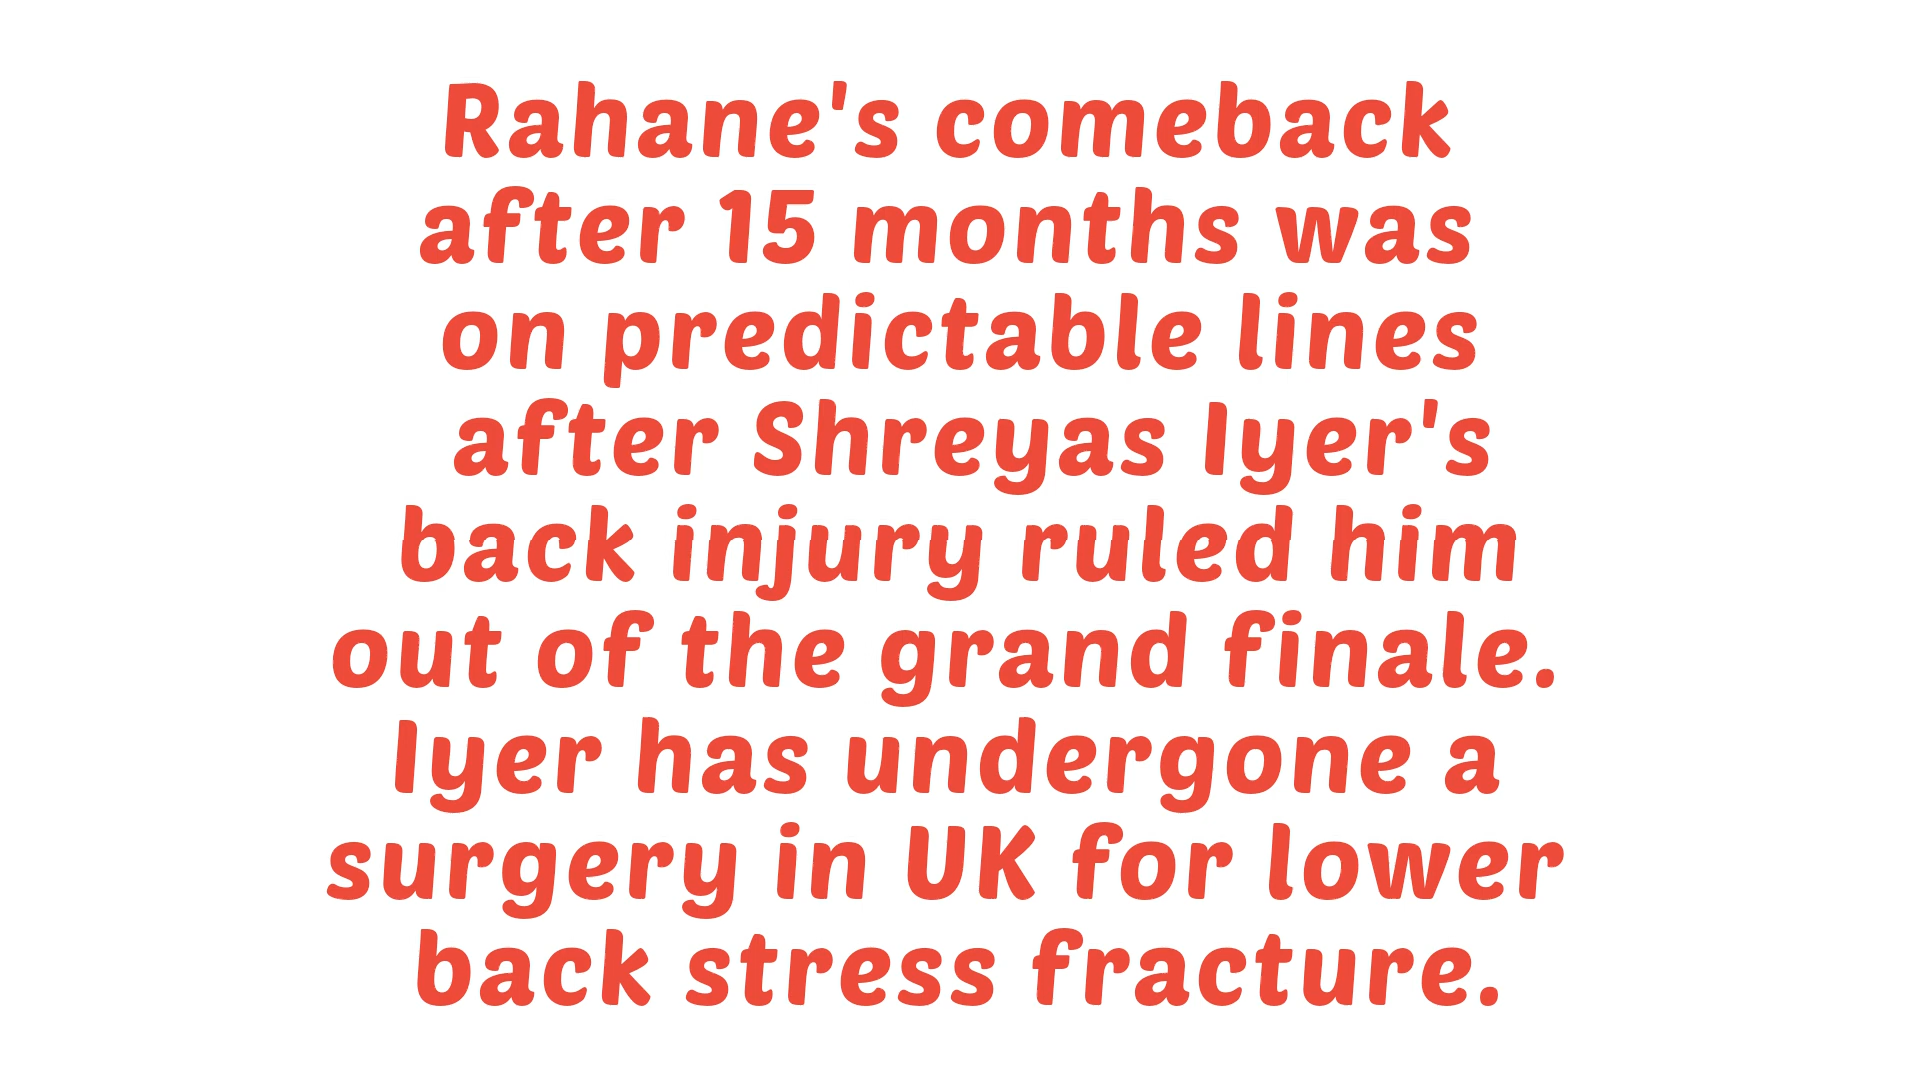 Rahane's comeback
after 15 months was
on predictable lines
after Shreyas Iyer's
back injury ruled him
out of the grand finale.
Iyer has undergone a
surgery in UK for lower
back stress fracture.